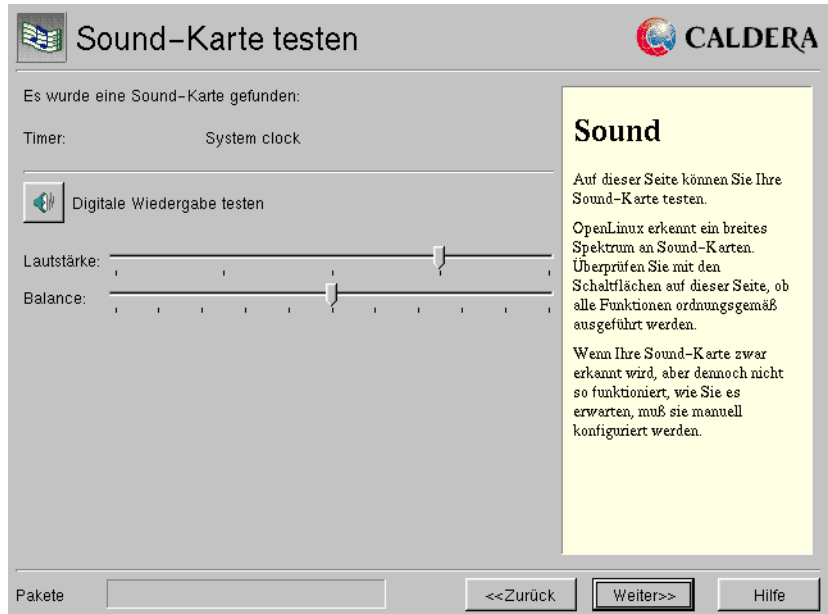 Sound-Karte testen
CALDERA
Es wurde eine Sound-Karte gefunden:
Timer: System clock
Digitale Wiedergabe testen
Lautstärke:
Balance:
Sound
Auf dieser Seite können Sie Ihre
Sound-Karte testen.
OpenLinux erkennt ein breites
Spektrum an Sound-Karten.
Überprüfen Sie mit den
Schaltflächen auf dieser Seite, ob
alle Funktionen ordnungsgemäß
ausgeführt werden.
Wenn Ihre Sound-Karte zwar
erkannt wird, aber dennoch nicht
so funktioniert, wie Sie es
erwarten, muß sie manuell
konfiguriert werden.
Pakete
<<Zurück
Weiter>>
Hilfe